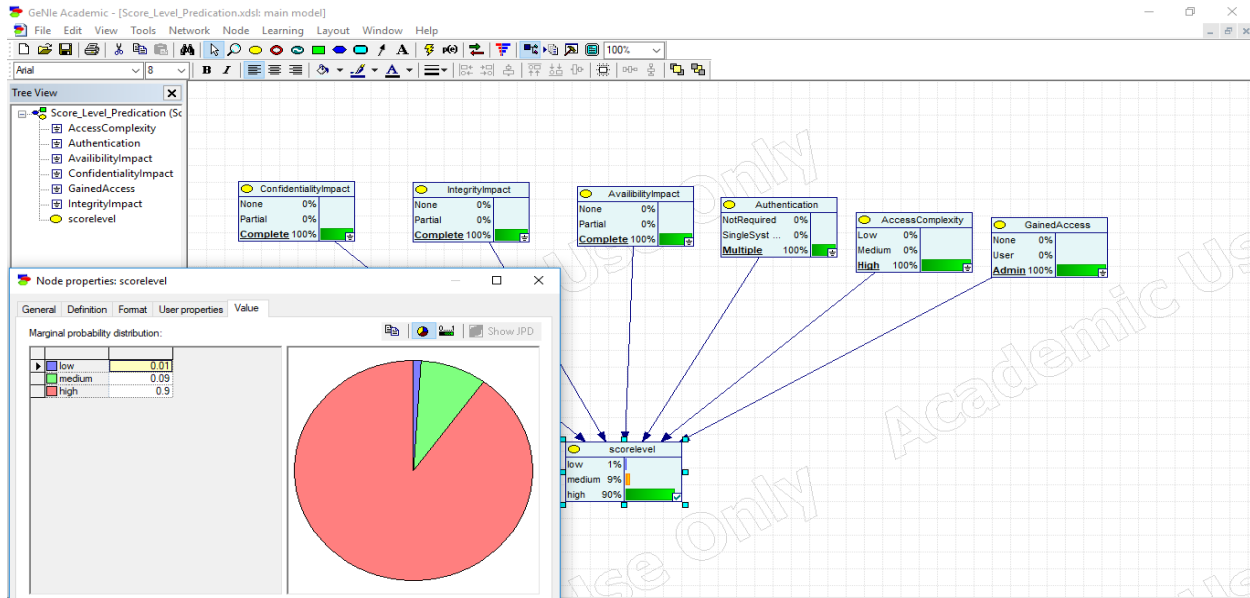 GeNIe Academic - [Score_Level_Predication.xdsl: main model]
File Edit View Tools Network Node Learning Layout Window Help
100%
Arial 8 B I A
Tree View
Score_Level_Predication (Sc
AccessComplexity
Authentication
AvailibilityImpact
ConfidentialityImpact
GainedAccess
IntegrityImpact
scorelevel
ConfidentialityImpact
None 0%
Partial 0%
Complete 100%
IntegrityImpact
None 0%
Partial 0%
Complete 100%
AvailibilityImpact
None 0%
Partial 0%
Complete 100%
Authentication
NotRequired 0%
SingleSyst ... 0%
Multiple 100%
AccessComplexity
Low 0%
Medium 0%
High 100%
GainedAccess
None 0%
User 0%
Admin 100%
Node properties: scorelevel
General Definition Format User properties Value
Marginal probability distribution:
Show JPD
low 0.01
medium 0.09
high 0.9
scorelevel
low 1%
medium 9%
high 90%
Use Only
Academic Us
Use Only